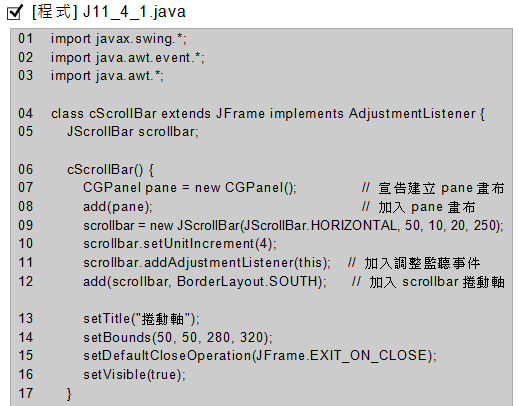 [程式] J11_4_1.java
01 import javax.swing.*;
02 import java.awt.event.*;
03 import java.awt.*;
04 class cScrollBar extends JFrame implements AdjustmentListener {
05 JScrollBar scrollbar;
06 cScrollBar() {
07 CGPanel pane = new CGPanel(); // 宣告建立 pane 畫布
08 add(pane); // 加入 pane 畫布
09 scrollbar = new JScrollBar(JScrollBar.HORIZONTAL, 50, 10, 20, 250);
10 scrollbar.setUnitIncrement(4);
11 scrollbar.addAdjustmentListener(this); // 加入調整監聽事件
12 add(scrollbar, BorderLayout.SOUTH); // 加入 scrollbar 捲動軸
13 setTitle("捲動軸");
14 setBounds(50, 50, 280, 320);
15 setDefaultCloseOperation(JFrame.EXIT_ON_CLOSE);
16 setVisible(true);
17 }